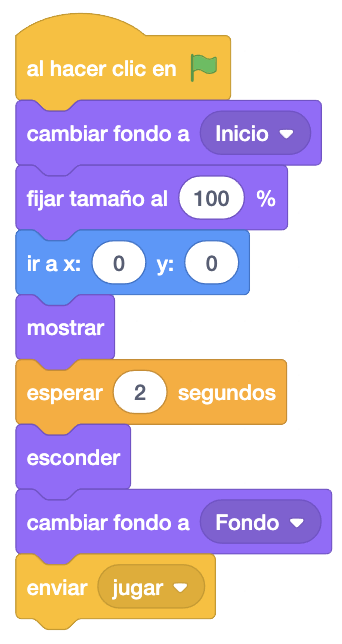 al hacer clic en
cambiar fondo a Inicio
fijar tamaño al 100 %
ir a x: 0 y: 0
mostrar
esperar 2 segundos
esconder
cambiar fondo a Fondo
enviar jugar